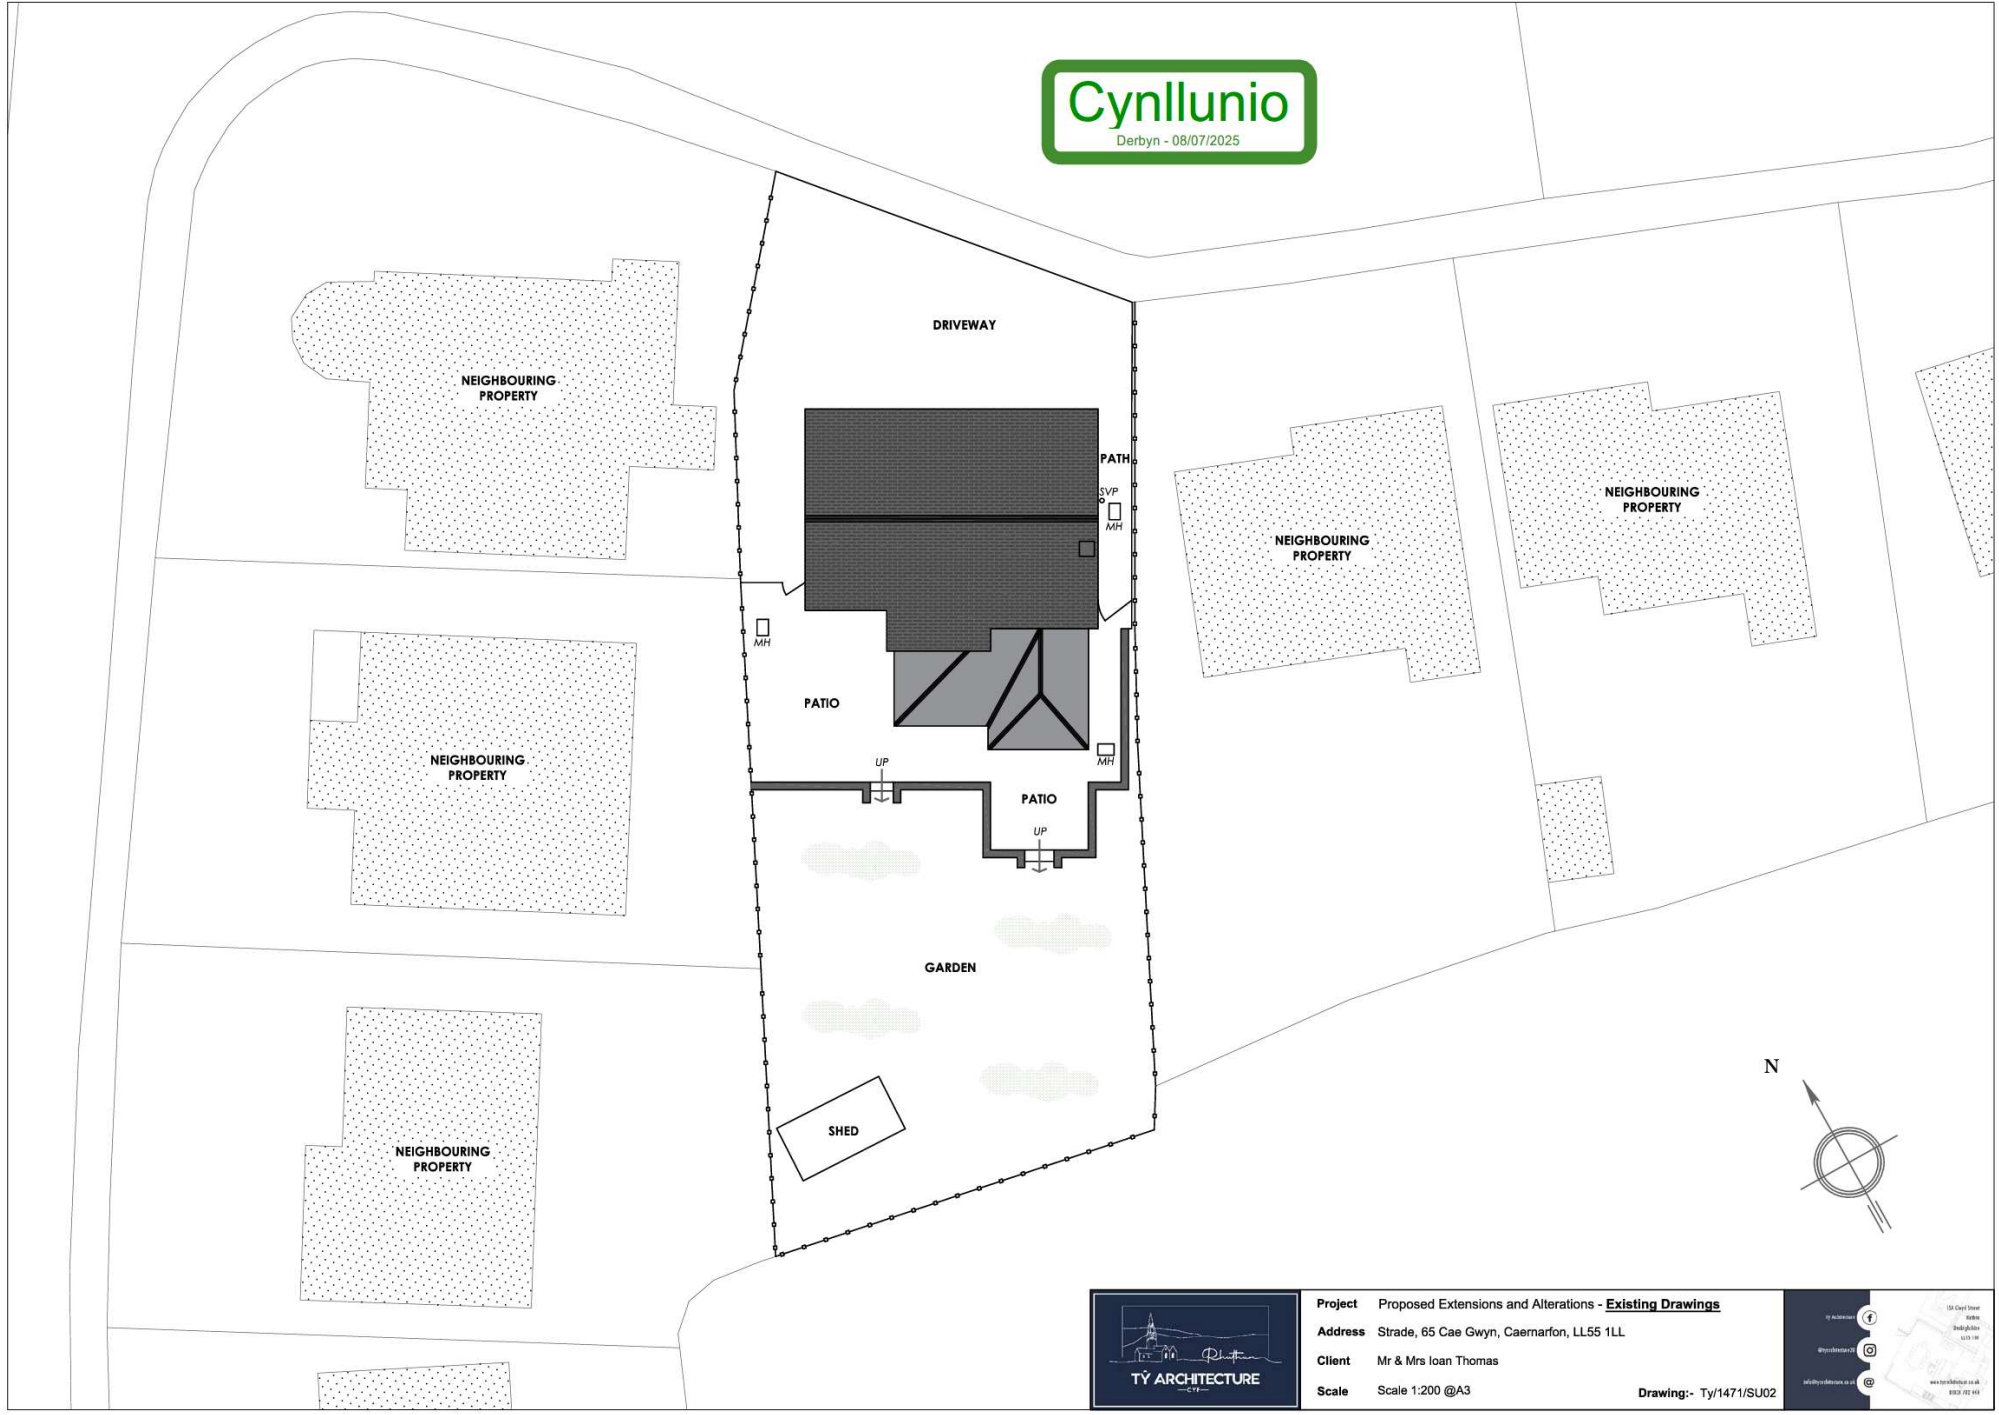 Cynllunio
Derbyn - 08/07/2025
DRIVEWAY
NEIGHBOURING
PROPERTY
PATH
SVP
MH
NEIGHBOURING
PROPERTY
NEIGHBOURING
PROPERTY
MH
PATIO
NEIGHBOURING
PROPERTY
UP
MH
PATIO
UP
GARDEN
SHED
NEIGHBOURING
PROPERTY
N
TŶ ARCHITECTURE
CYF
Project Proposed Extensions and Alterations - Existing Drawings
Address Strade, 65 Cae Gwyn, Caernarfon, LL55 1LL
Client Mr & Mrs Ioan Thomas
Scale Scale 1:200 @A3
Drawing:- Ty/1471/SU02